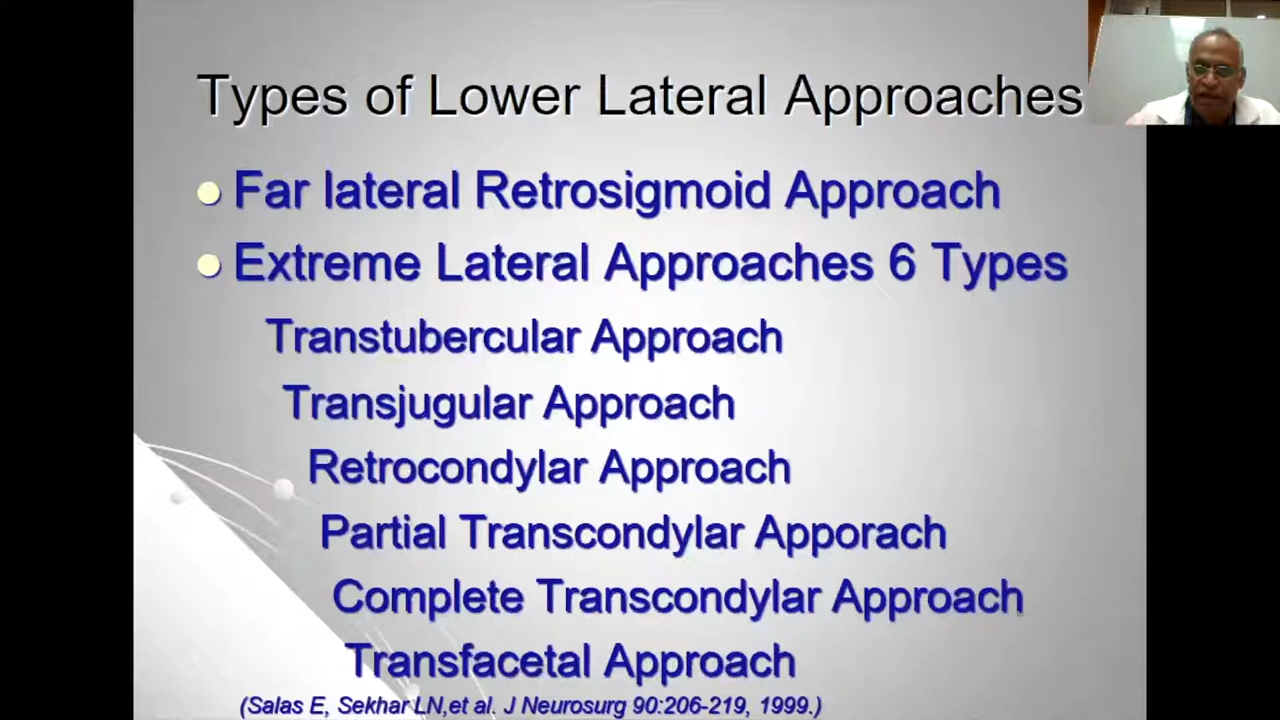 Types of Lower Lateral Approaches
Far lateral Retrosigmoid Approach
Extreme Lateral Approaches 6 Types
Transtubercular Approach
Transjugular Approach
Retrocondylar Approach
Partial Transcondylar Apporach
Complete Transcondylar Approach
Transfacetal Approach
(Salas E, Sekhar LN,et al. J Neurosurg 90:206-219, 1999.)